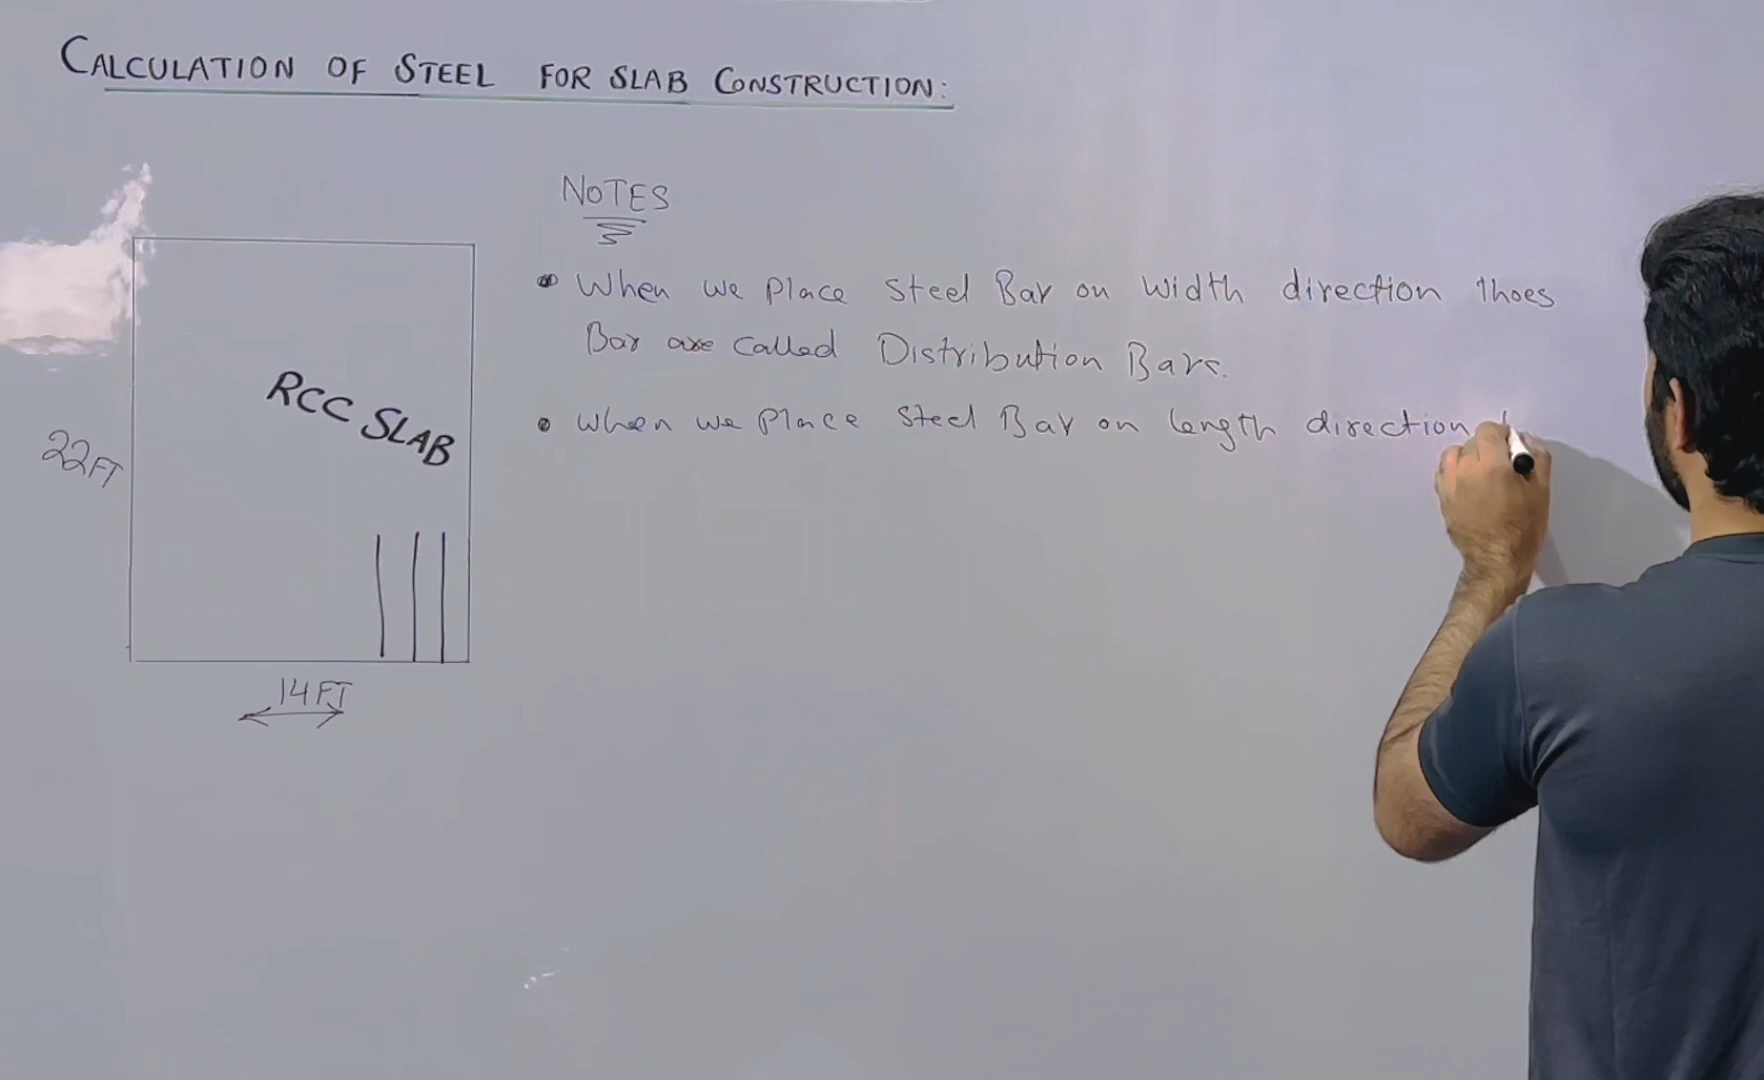 CALCULATION OF STEEL FOR SLAB CONSTRUCTION:
NOTES
• When we place steel Bar on width direction thoes
Bar are called Distribution Bars.
• when we place steel Bar on length direction
RCC SLAB
22FT
14FT